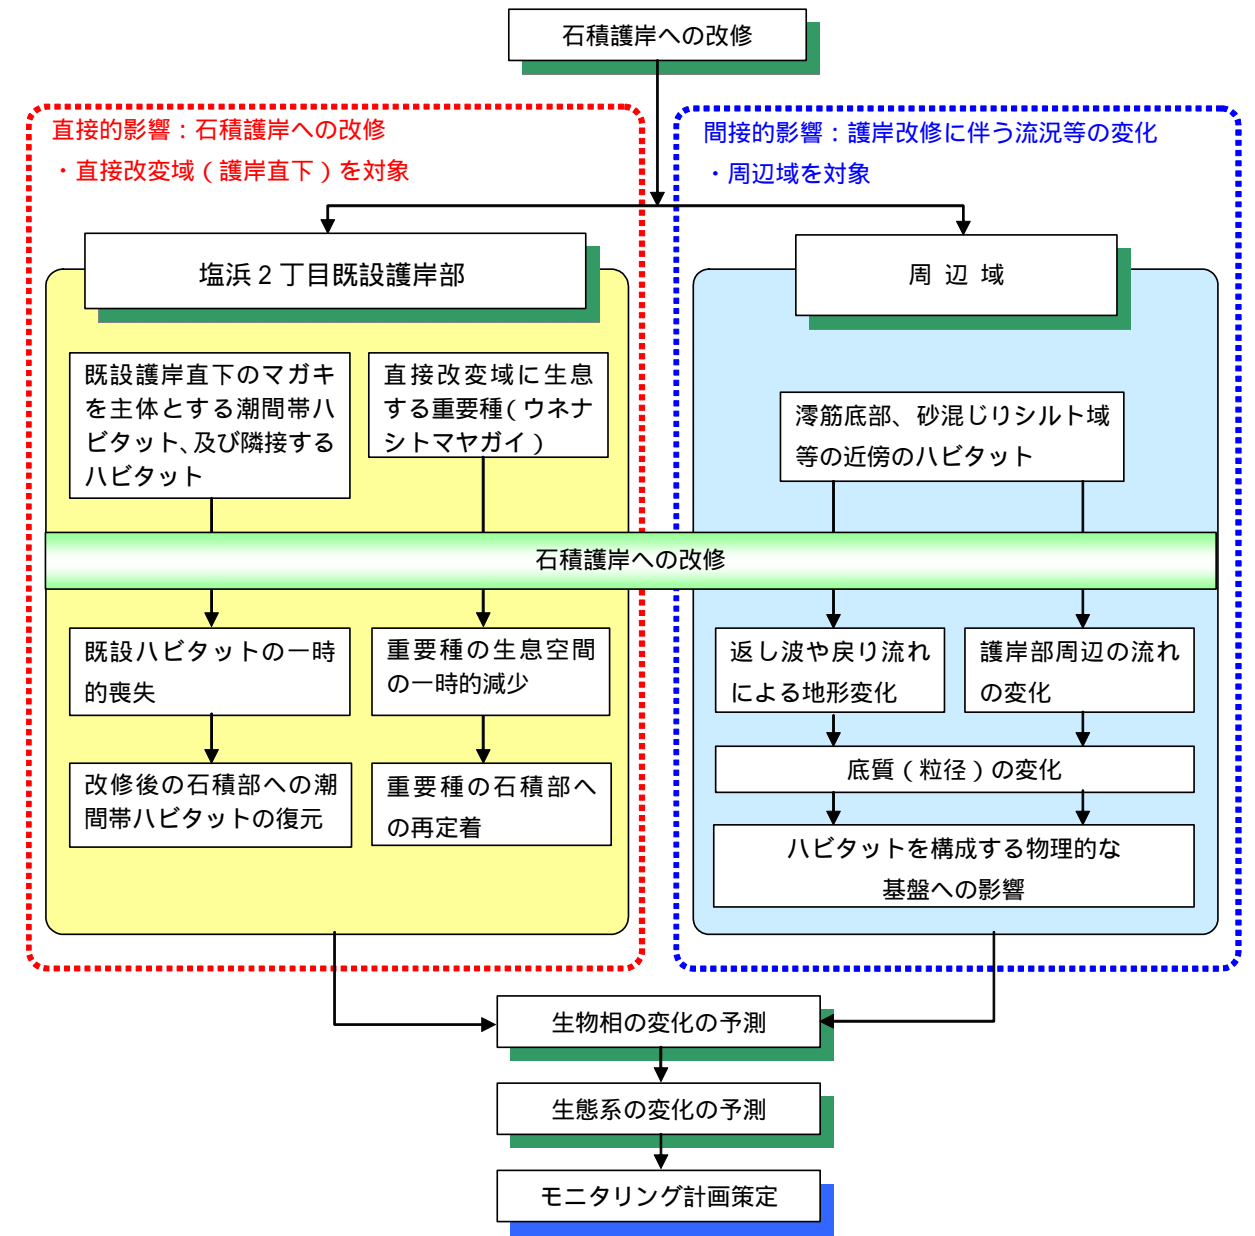 石積護岸への改修
直接的影響：石積護岸への改修
・直接改変域（護岸直下）を対象
間接的影響：護岸改修に伴う流況等の変化
・周辺域を対象
塩浜２丁目既設護岸部
周 辺 域
既設護岸直下のマガキ
を主体とする潮間帯ハ
ビタット、及び隣接する
ハビタット
直接改変域に生息
する重要種（ウネナ
シトマヤガイ）
澪筋底部、砂混じりシルト域
等の近傍のハビタット
石積護岸への改修
既設ハビタットの一時
的喪失
重要種の生息空間
の一時的減少
返し波や戻り流れ
による地形変化
護岸部周辺の流れ
の変化
改修後の石積部への潮
間帯ハビタットの復元
重要種の石積部へ
の再定着
底質（粒径）の変化
ハビタットを構成する物理的な
基盤への影響
生物相の変化の予測
生態系の変化の予測
モニタリング計画策定